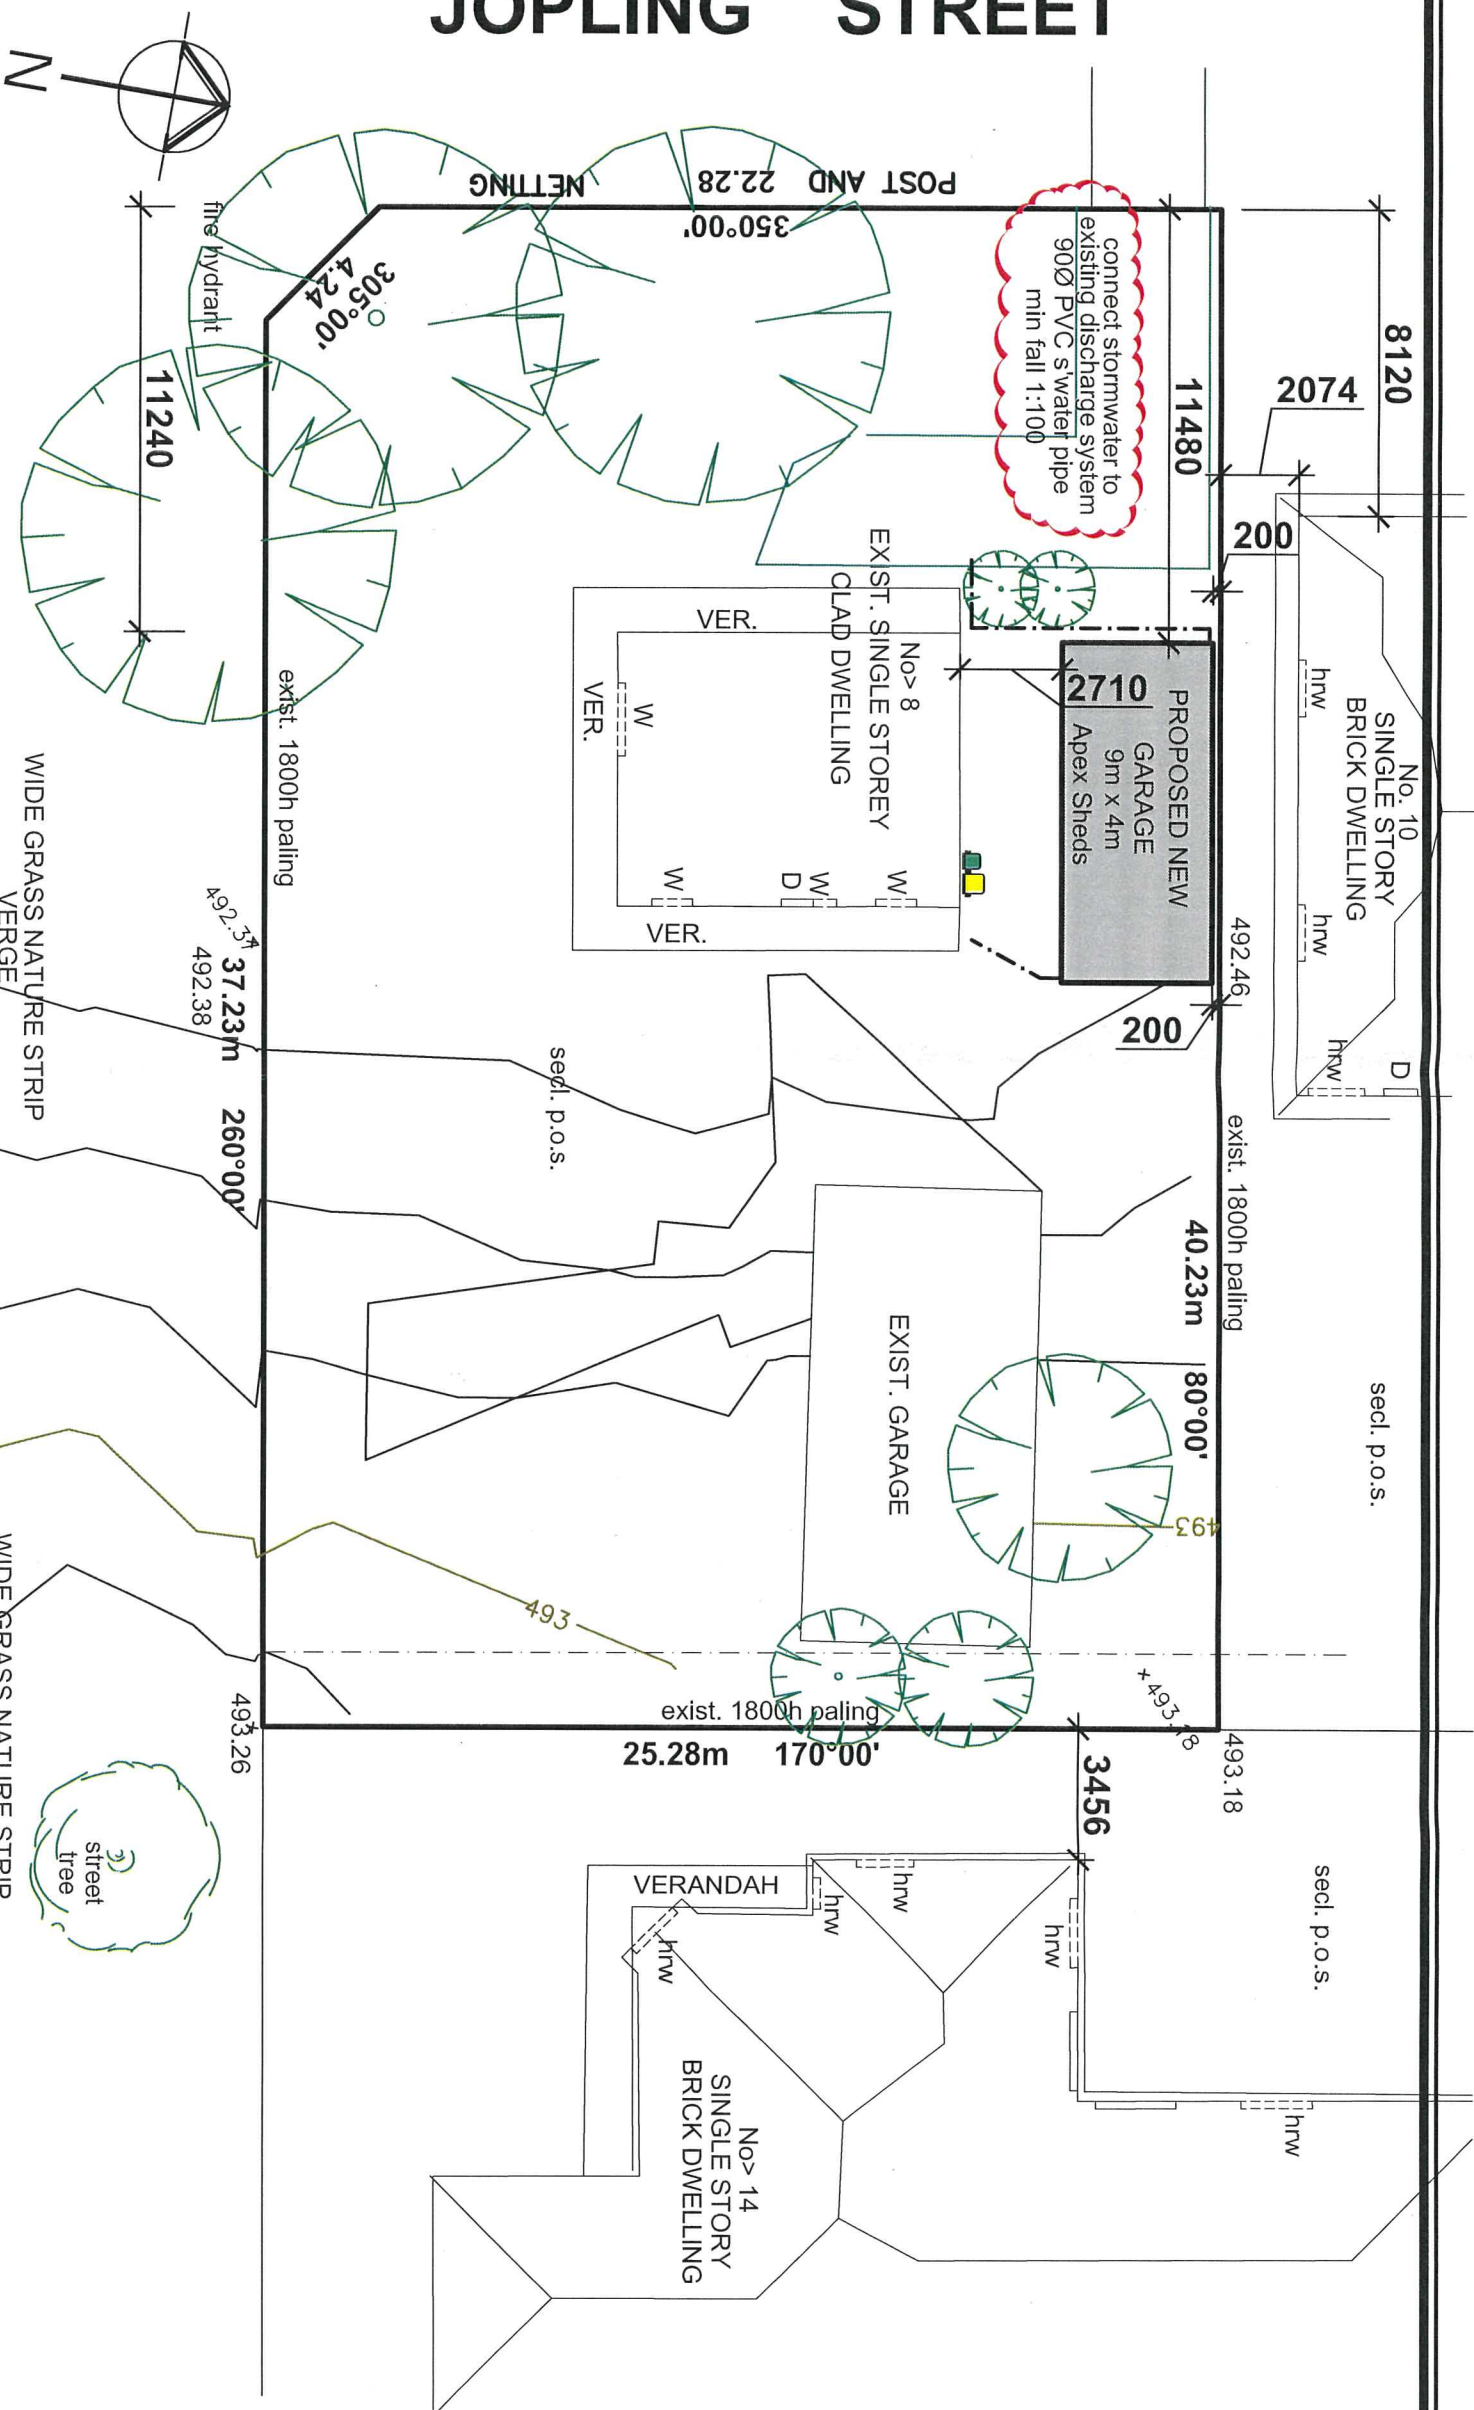 JOPLING STREET
N
POST AND
22.28
NETTING
350°00'
305°00'
4.24
fire hydrant
11240
8120
2074
11480
200
connect stormwater to
existing discharge system
90Ø PVC s'water pipe
min fall 1:100
No. 10
SINGLE STORY
BRICK DWELLING
hrw
hrw
hrw
D
PROPOSED NEW
GARAGE
9m x 4m
Apex Sheds
2710
No> 8
EXIST. SINGLE STOREY
CLAD DWELLING
VER.
VER.
VER.
W
W
D
W
W
492.46
200
exist. 1800h paling
40.23m 80°00'
exist. 1800h paling
WIDE GRASS NATURE STRIP
VERGE
492.37
492.38
37.23m 260°00'
secl. p.o.s.
secl. p.o.s.
EXIST. GARAGE
493
493
exist. 1800h paling
25.28m 170°00'
493.18
493.18
493.26
3456
WIDE GRASS NATURE STRIP
street
tree
secl. p.o.s.
VERANDAH
hrw
hrw
hrw
hrw
hrw
No> 14
SINGLE STORY
BRICK DWELLING